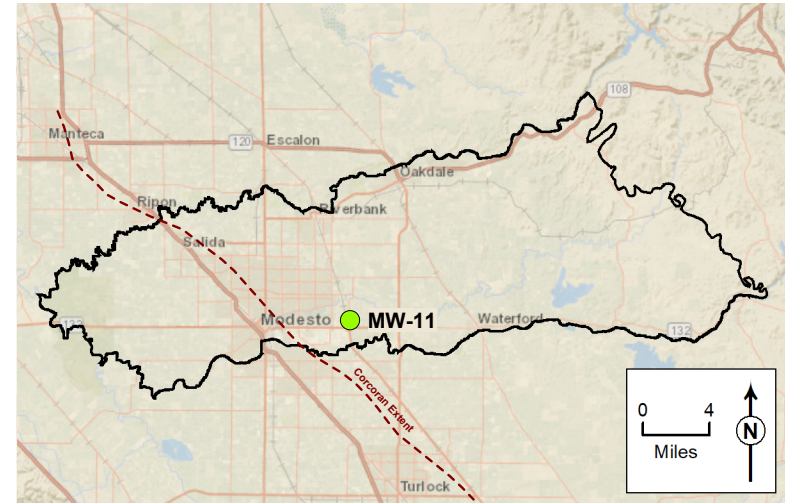 108
Manteca
120
Escalon
Oakdale
Ripon
Riverbank
Salida
Modesto
MW-11
Waterford
132
132
Corcoran Extent
0 4
Miles
N
Turlock